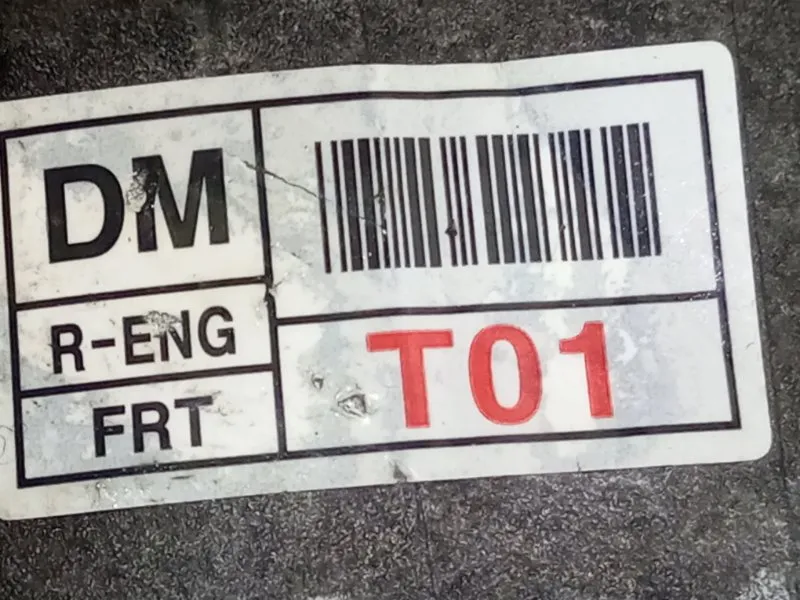 DM
R-ENG
FRT
T01